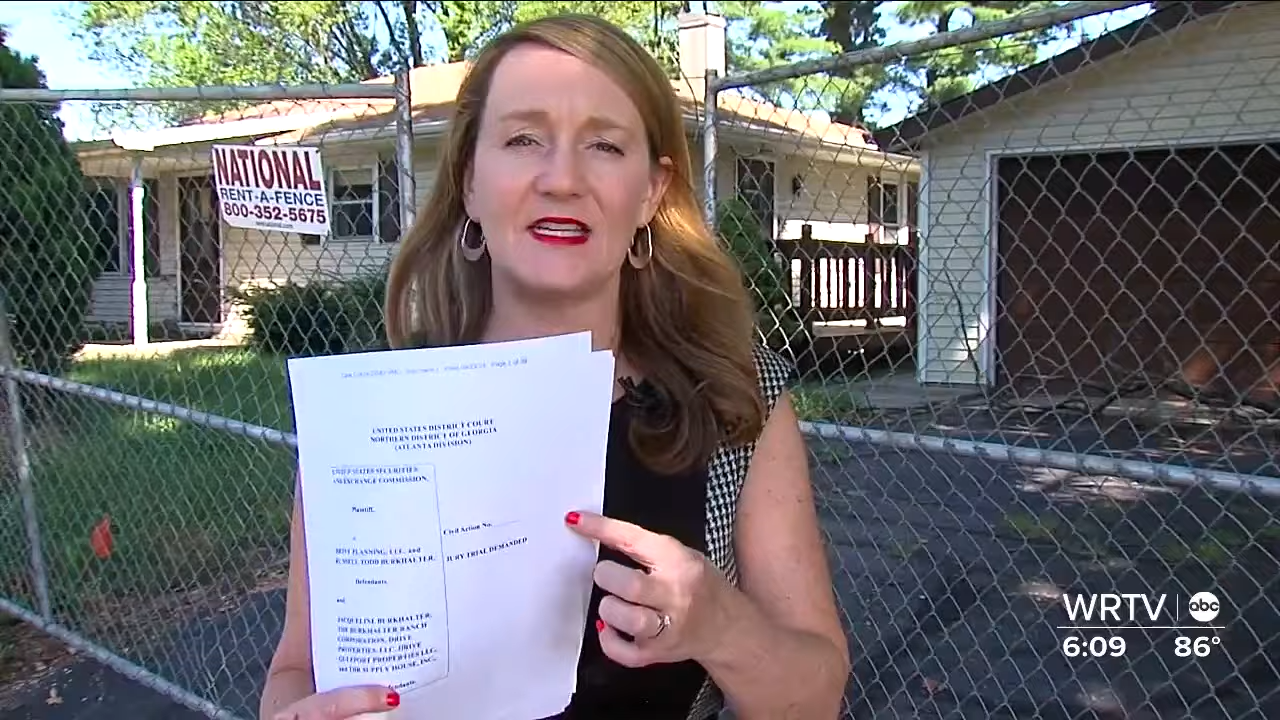 NATIONAL
RENT-A-FENCE
800-352-5675
UNITED STATES DISTRICT COURT
NORTHERN DISTRICT OF GEORGIA
(ATLANTA DIVISION)
UNITED STATES SECURITIES
AND EXCHANGE COMMISSION,
Plaintiff,
Civil Action No.
DRIVE PLANNING, LLC, and
RUSSELL TODD BURKHALTER,
JURY TRIAL DEMANDED
Defendants,
and
JACQUELINE BURKHALTER,
THE BURKHALTER RANCH
CORPORATION, DRIVE
PROPERTIES, LLC, DRIVE
GULFPORT PROPERTIES LLC,
and TBR SUPPLY HOUSE, INC.,
WRTV abc
6:09 86°